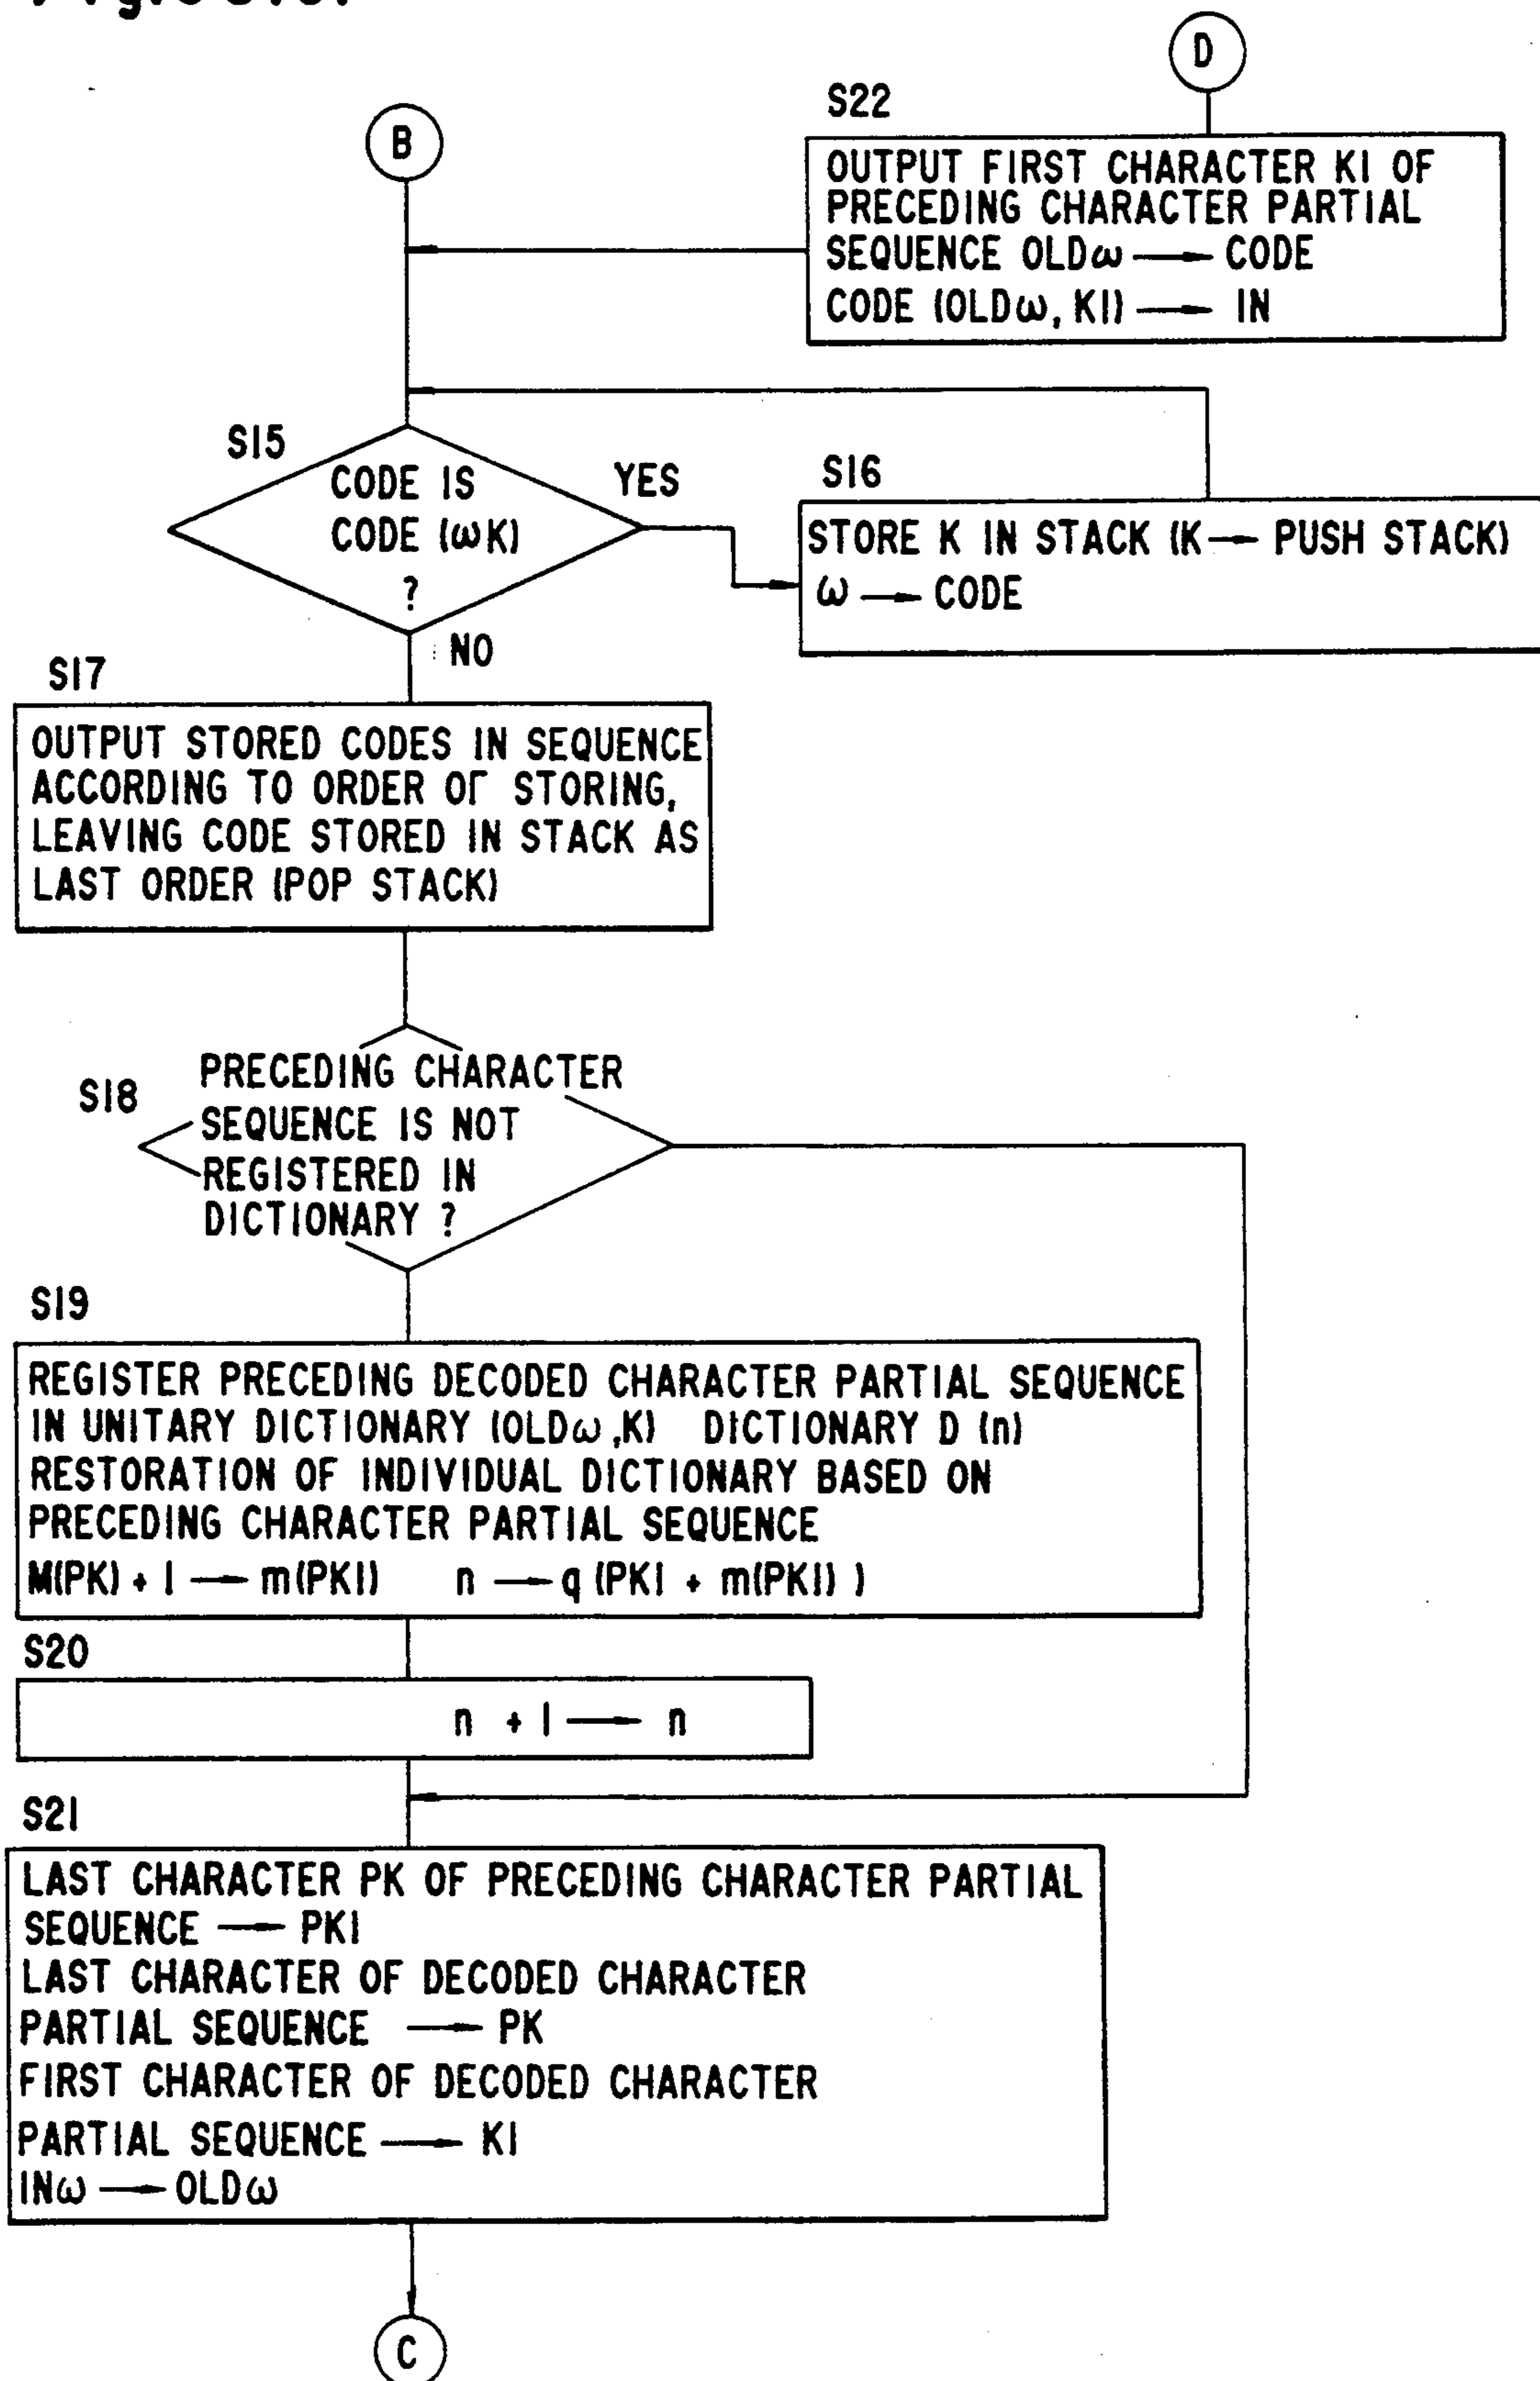 D
S22
B
OUTPUT FIRST CHARACTER K1 OF
PRECEDING CHARACTER PARTIAL
SEQUENCE OLDω → CODE
CODE (OLDω, K1) → IN
S15
CODE IS
CODE (ωK)
?
YES
NO
S16
STORE K IN STACK (K → PUSH STACK)
ω → CODE
S17
OUTPUT STORED CODES IN SEQUENCE
ACCORDING TO ORDER OF STORING,
LEAVING CODE STORED IN STACK AS
LAST ORDER (POP STACK)
S18
PRECEDING CHARACTER
SEQUENCE IS NOT
REGISTERED IN
DICTIONARY ?
S19
REGISTER PRECEDING DECODED CHARACTER PARTIAL SEQUENCE
IN UNITARY DICTIONARY (OLDω,K) DICTIONARY D (n)
RESTORATION OF INDIVIDUAL DICTIONARY BASED ON
PRECEDING CHARACTER PARTIAL SEQUENCE
M(PK) + 1 → m(PK1) n → q (PK1 + m(PK1) )
S20
n + 1 → n
S21
LAST CHARACTER PK OF PRECEDING CHARACTER PARTIAL
SEQUENCE → PK1
LAST CHARACTER OF DECODED CHARACTER
PARTIAL SEQUENCE → PK
FIRST CHARACTER OF DECODED CHARACTER
PARTIAL SEQUENCE → K1
INω → OLDω
C